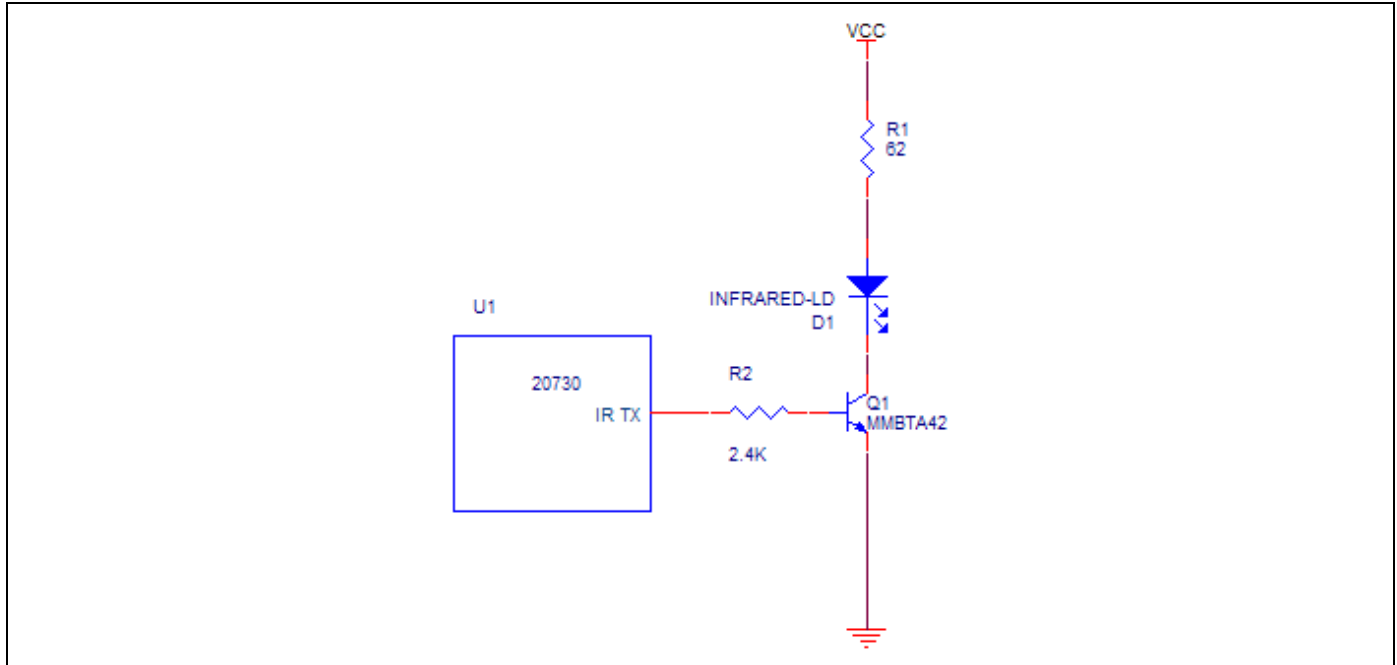 VCC
R1
62
INFRARED-LD
D1
U1
20730
IR TX
R2
2.4K
Q1
MMBTA42